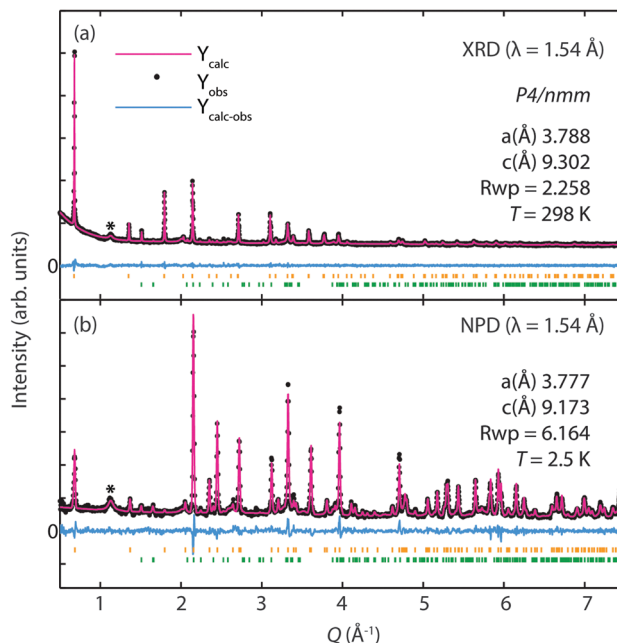 (a)
Y_calc
Y_obs
Y_calc-obs
XRD (λ = 1.54 Å)
P4/nmm
a(Å) 3.788
c(Å) 9.302
Rwp = 2.258
T = 298 K
*
0
Intensity (arb. units)
(b)
NPD (λ = 1.54 Å)
a(Å) 3.777
c(Å) 9.173
Rwp = 6.164
T = 2.5 K
*
0
1 2 3 4 5 6 7
Q (Å⁻¹)